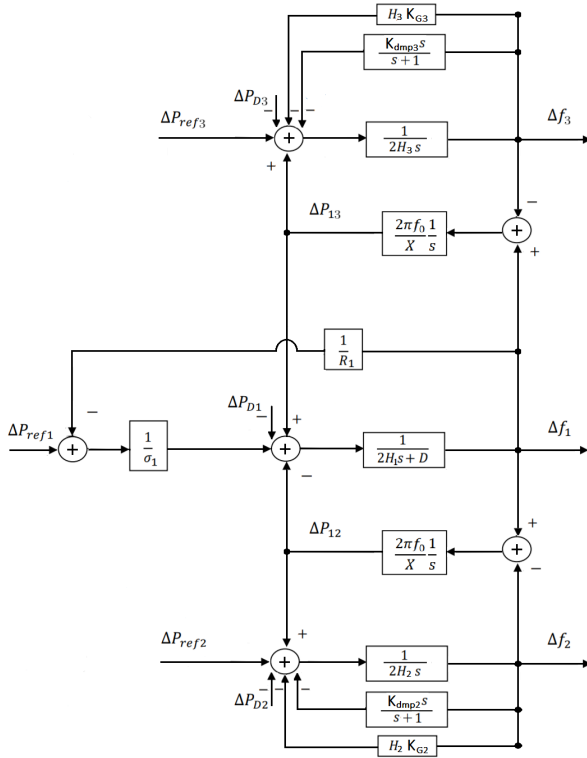 H₃ K_G3
K_dmp3 s
s + 1
ΔP_D3
− − −
ΔP_ref3
+
1
2H₃ s
Δf₃
+
−
ΔP₁₃
2πf₀ 1
X s
+
+
1
R₁
−
ΔP_D1
−
+
ΔP_ref1
+
1
σ₁
+
1
2H₁s + D
Δf₁
−
+
ΔP₁₂
2πf₀ 1
X s
+
−
+
ΔP_ref2
+
1
2H₂ s
Δf₂
− − −
ΔP_D2
K_dmp2 s
s + 1
H₂ K_G2